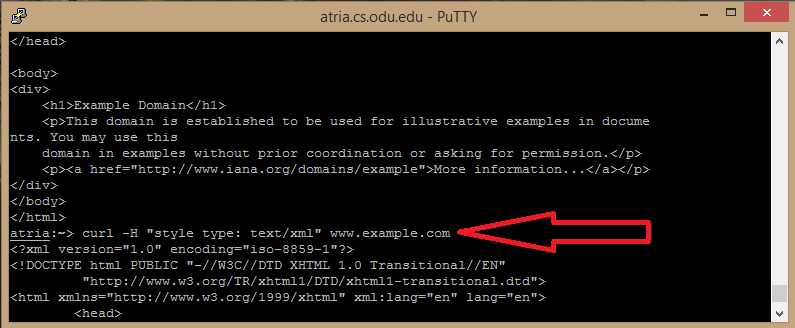 atria.cs.odu.edu - PuTTY
</head>
<body>
<div>
    <h1>Example Domain</h1>
    <p>This domain is established to be used for illustrative examples in docume
nts. You may use this
    domain in examples without prior coordination or asking for permission.</p>
    <p><a href="http://www.iana.org/domains/example">More information...</a></p>
</div>
</body>
</html>
atria:~> curl -H "style type: text/xml" www.example.com
<?xml version="1.0" encoding="iso-8859-1"?>
<!DOCTYPE html PUBLIC "-//W3C//DTD XHTML 1.0 Transitional//EN"
         "http://www.w3.org/TR/xhtml1/DTD/xhtml1-transitional.dtd">
<html xmlns="http://www.w3.org/1999/xhtml" xml:lang="en" lang="en">
        <head>